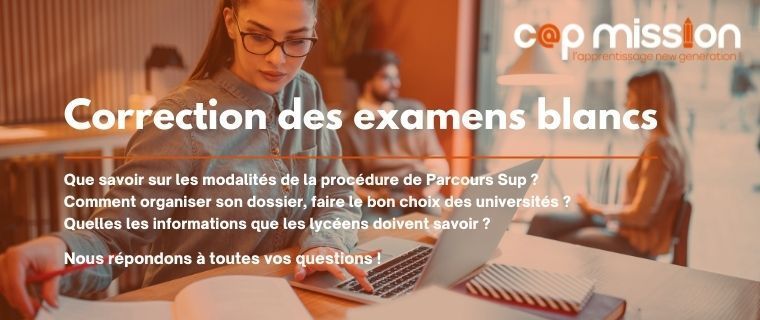 c@p mission
l'apprentissage new generation !
Correction des examens blancs
Que savoir sur les modalités de la procédure de Parcours Sup ?
Comment organiser son dossier, faire le bon choix des universités ?
Quelles les informations que les lycéens doivent savoir ?
Nous répondons à toutes vos questions !